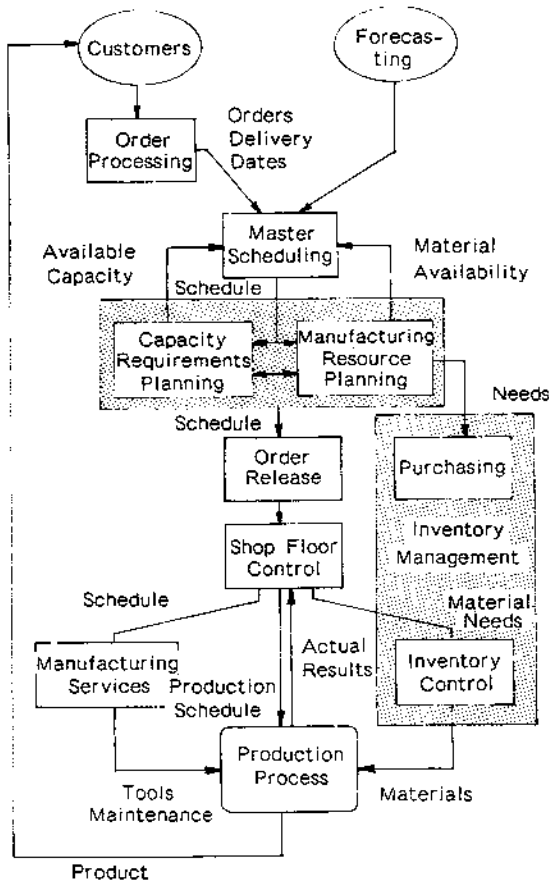 Customers
Forecas-
ting
Order
Processing
Orders
Delivery
Dates
Master
Scheduling
Available
Capacity
Material
Availability
Schedule
Capacity
Requirements
Planning
Manufacturing
Resource
Planning
Schedule
Needs
Order
Release
Purchasing
Shop Floor
Control
Inventory
Management
Schedule
Material
Needs
Manufacturing
Services
Production
Schedule
Actual
Results
Inventory
Control
Production
Process
Tools
Maintenance
Materials
Product